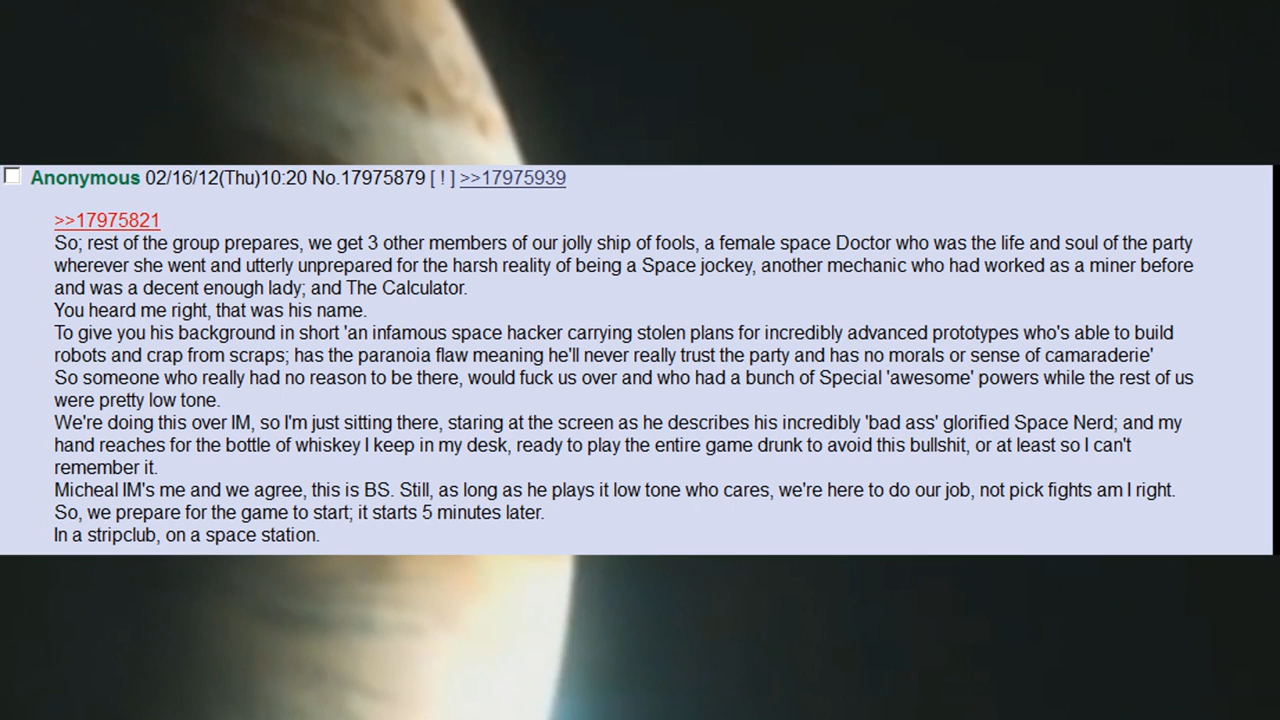 Anonymous 02/16/12(Thu)10:20 No.17975879 [ ! ] >>17975939
>>17975821
So; rest of the group prepares, we get 3 other members of our jolly ship of fools, a female space Doctor who was the life and soul of the party
wherever she went and utterly unprepared for the harsh reality of being a Space jockey, another mechanic who had worked as a miner before
and was a decent enough lady; and The Calculator.
You heard me right, that was his name.
To give you his background in short 'an infamous space hacker carrying stolen plans for incredibly advanced prototypes who's able to build
robots and crap from scraps; has the paranoia flaw meaning he'll never really trust the party and has no morals or sense of camaraderie'
So someone who really had no reason to be there, would fuck us over and who had a bunch of Special 'awesome' powers while the rest of us
were pretty low tone.
We're doing this over IM, so I'm just sitting there, staring at the screen as he describes his incredibly 'bad ass' glorified Space Nerd; and my
hand reaches for the bottle of whiskey I keep in my desk, ready to play the entire game drunk to avoid this bullshit, or at least so I can't
remember it.
Micheal IM's me and we agree, this is BS. Still, as long as he plays it low tone who cares, we're here to do our job, not pick fights am I right.
So, we prepare for the game to start; it starts 5 minutes later.
In a stripclub, on a space station.